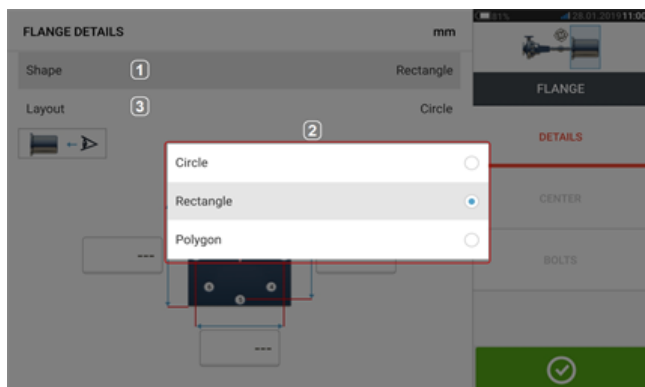 FLANGE DETAILS mm
81% 28.01.2019 11:00
Shape 1 Rectangle
FLANGE
Layout 3 Circle
2
DETAILS
Circle
Rectangle
CENTER
Polygon
---
BOLTS
---